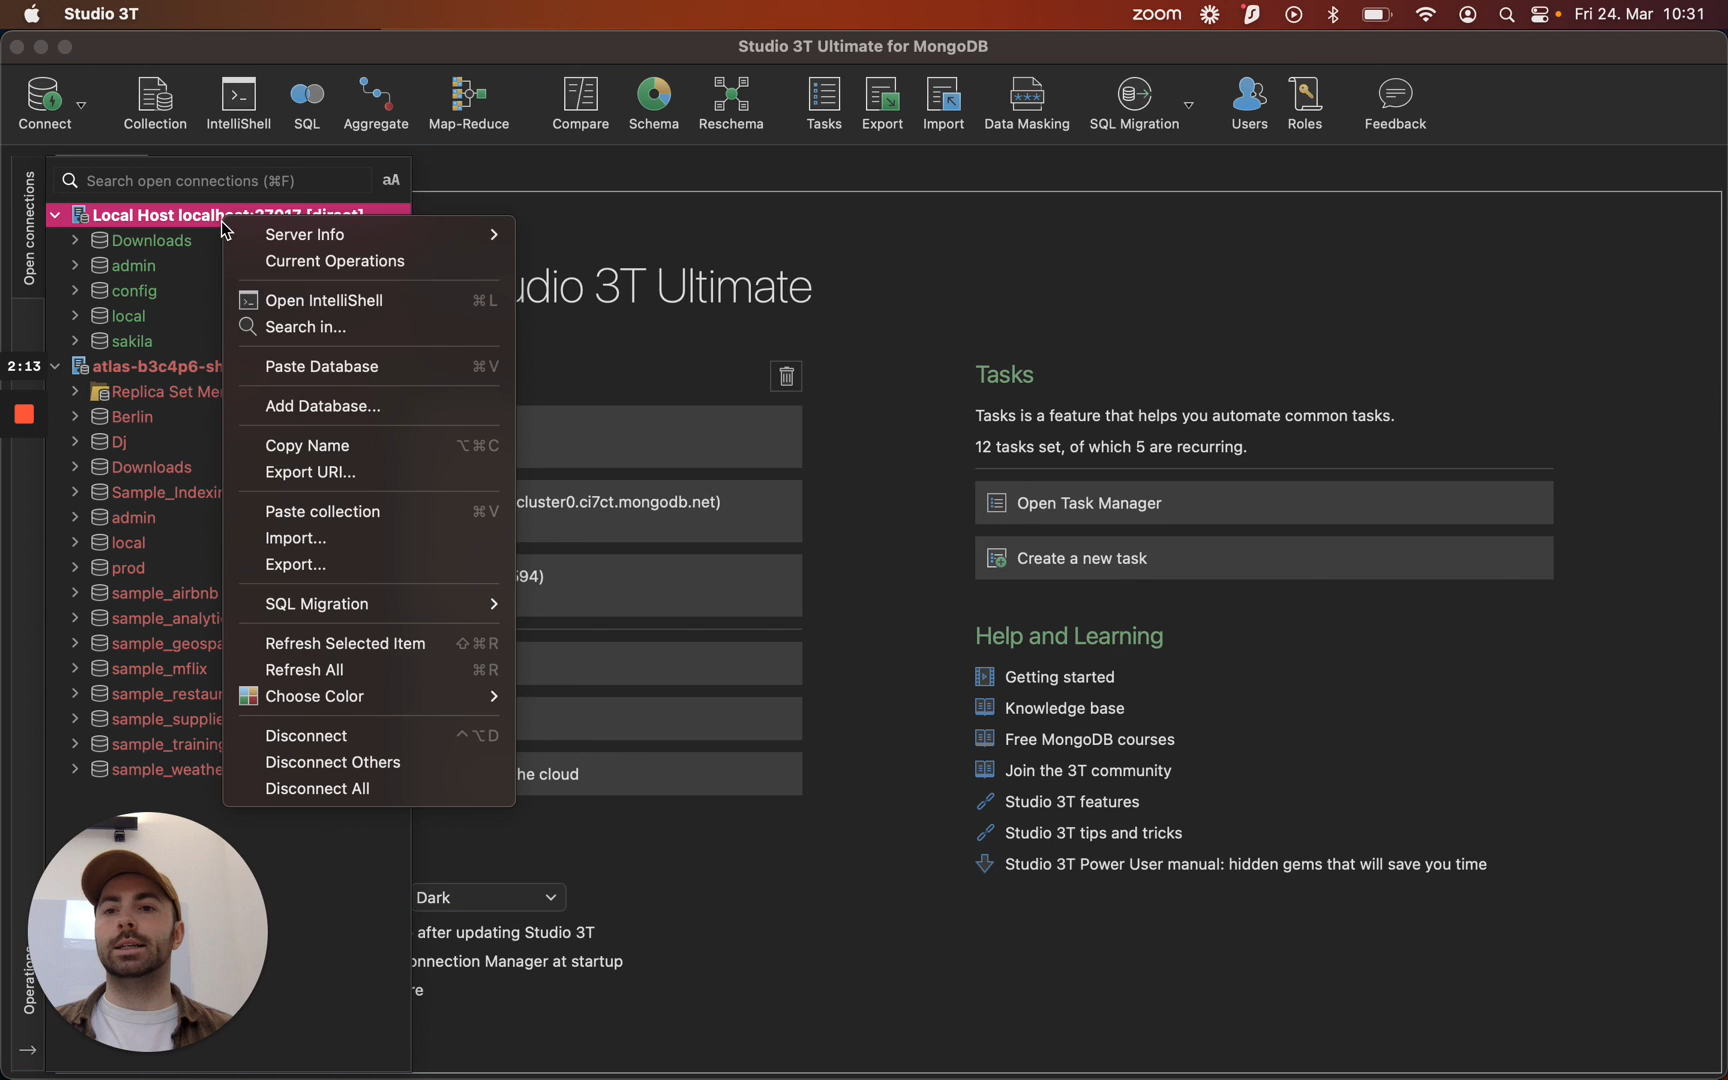 Studio 3T
zoom
Fri 24. Mar 10:31
Studio 3T Ultimate for MongoDB
Connect
Collection
IntelliShell
SQL
Aggregate
Map-Reduce
Compare
Schema
Reschema
Tasks
Export
Import
Data Masking
SQL Migration
Users
Roles
Feedback
Open connections
Search open connections (⌘F)
aA
Local Host localhost:27017 [direct]
Downloads
admin
config
local
sakila
2:13
atlas-b3c4p6-sh
Replica Set Me
Berlin
Dj
Downloads
Sample_Indexin
admin
local
prod
sample_airbnb
sample_analyti
sample_geospa
sample_mflix
sample_restaur
sample_supplie
sample_training
sample_weathe
Operations
Server Info
Current Operations
Open IntelliShell ⌘L
Search in...
Paste Database ⌘V
Add Database...
Copy Name ⌥⌘C
Export URI...
Paste collection ⌘V
Import...
Export...
SQL Migration
Refresh Selected Item ⇧⌘R
Refresh All ⌘R
Choose Color
Disconnect ^⌥D
Disconnect Others
Disconnect All
udio 3T Ultimate
cluster0.ci7ct.mongodb.net)
594)
he cloud
Dark
after updating Studio 3T
onnection Manager at startup
re
Tasks
Tasks is a feature that helps you automate common tasks.
12 tasks set, of which 5 are recurring.
Open Task Manager
Create a new task
Help and Learning
Getting started
Knowledge base
Free MongoDB courses
Join the 3T community
Studio 3T features
Studio 3T tips and tricks
Studio 3T Power User manual: hidden gems that will save you time